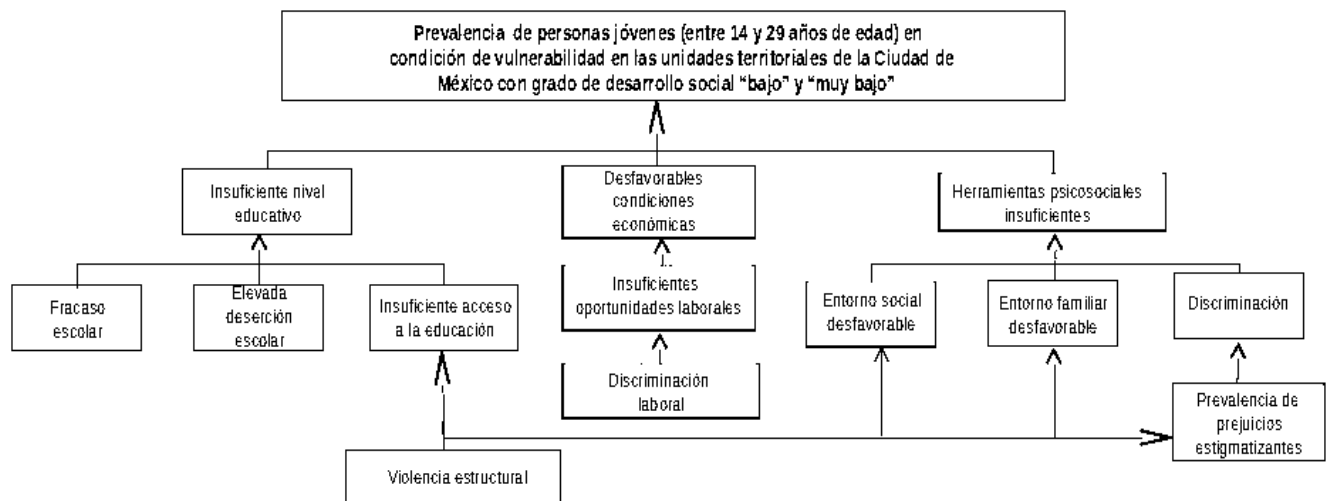 Prevalencia de personas jóvenes (entre 14 y 29 años de edad) en
condición de vulnerabilidad en las unidades territoriales de la Ciudad de
México con grado de desarrollo social “bajo” y “muy bajo”
Insuficiente nivel
educativo
Desfavorables
condiciones
económicas
Herramientas psicosociales
insuficientes
Fracaso
escolar
Elevada
deserción
escolar
Insuficiente acceso
a la educación
Insuficientes
oportunidades laborales
Entorno social
desfavorable
Entorno familiar
desfavorable
Discriminación
Discriminación
laboral
Prevalencia de
prejuicios
estigmatizantes
Violencia estructural